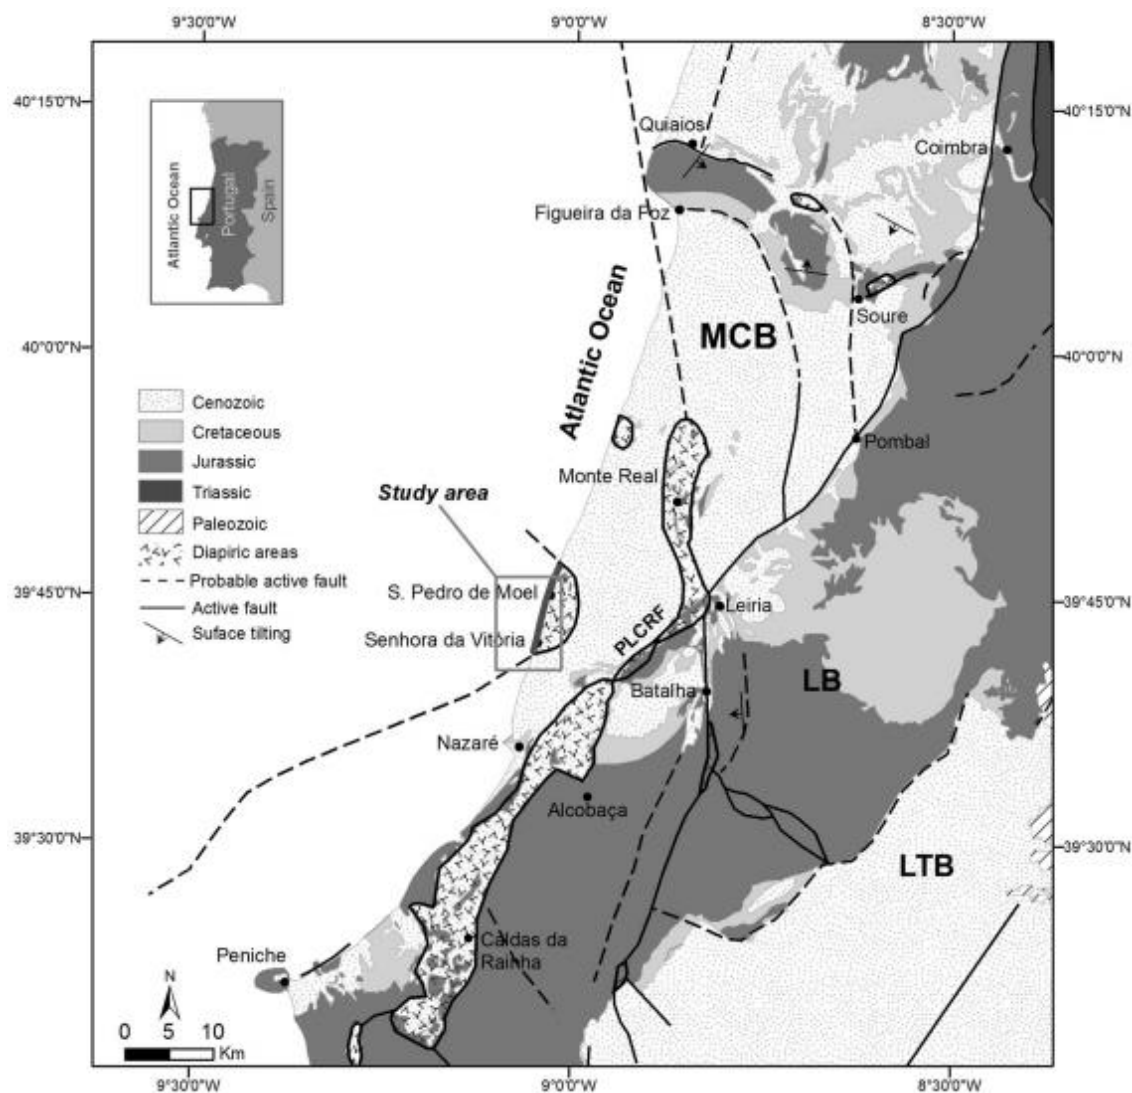 9°30'0"W
9°0'0"W
8°30'0"W
40°15'0"N
40°15'0"N
Quiaios
Coimbra
Atlantic Ocean
Portugal
Spain
Figueira da Foz
Atlantic Ocean
Soure
MCB
40°0'0"N
40°0'0"N
Cenozoic
Cretaceous
Jurassic
Triassic
Paleozoic
Diapiric areas
Probable active fault
Active fault
Suface tilting
Pombal
Monte Real
Study area
39°45'0"N
39°45'0"N
S. Pedro de Moel
Leiria
Senhora da Vitória
PLCRF
LB
Batalha
Nazaré
Alcobaça
39°30'0"N
39°30'0"N
LTB
Caldas da
Rainha
Peniche
N
0 5 10
Km
9°30'0"W
9°0'0"W
8°30'0"W